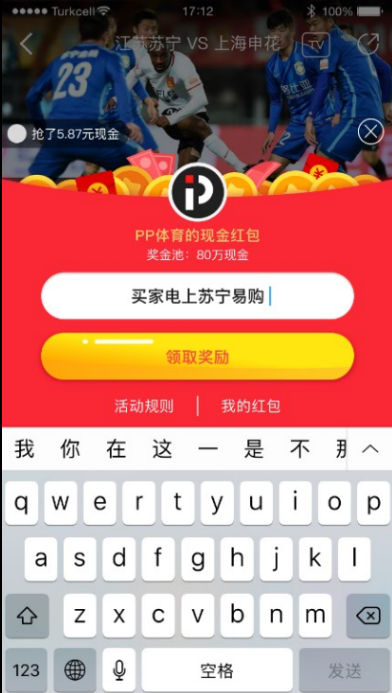 Turkcell 17:12 100%
江苏苏宁 VS 上海申花 TV
23
抢了5.87元现金
¥ ¥
iP
PP体育的现金红包
奖金池：80万现金
买家电上苏宁易购
领取奖励
活动规则 | 我的红包
我 你 在 这 一 是 不 那
q w e r t y u i o p
a s d f g h j k l
z x c v b n m
123 空格 发送